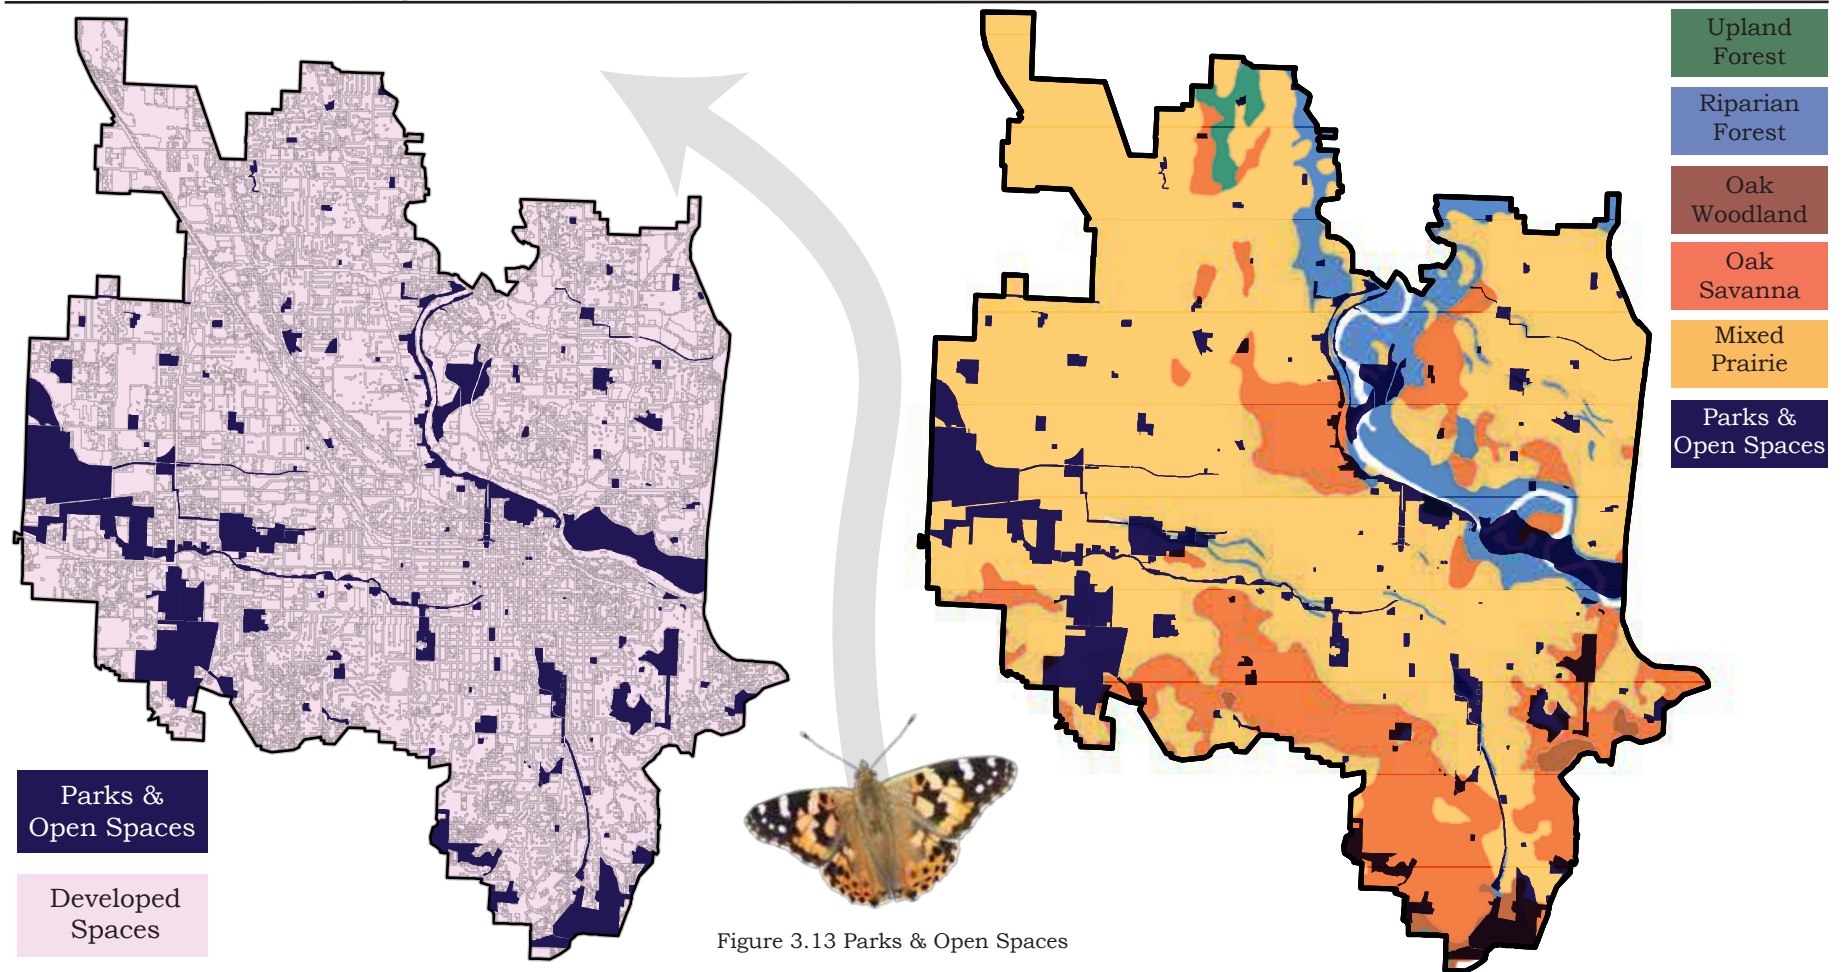 Upland
Forest
Riparian
Forest
Oak
Woodland
Oak
Savanna
Mixed
Prairie
Parks &
Open Spaces
Parks &
Open Spaces
Developed
Spaces
Figure 3.13 Parks & Open Spaces